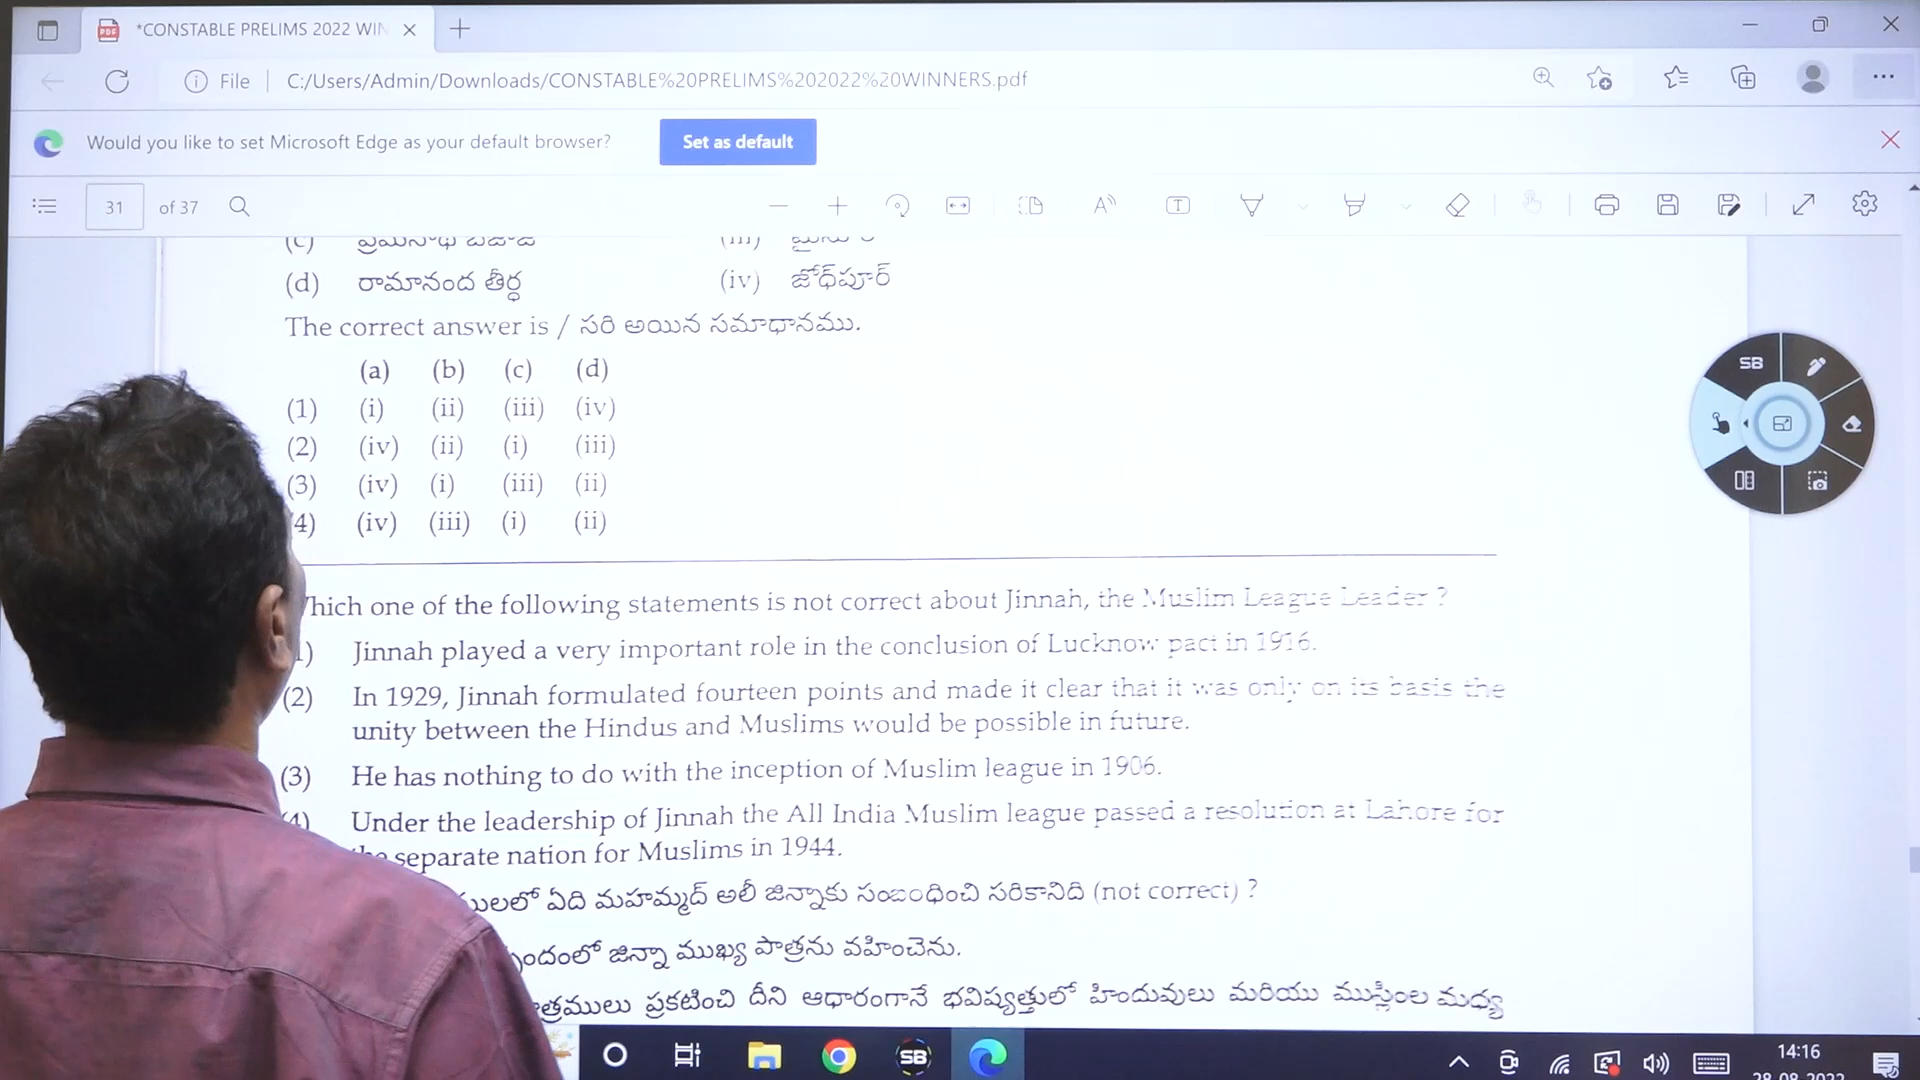 *CONSTABLE PRELIMS 2022 WIN
File
C:/Users/Admin/Downloads/CONSTABLE%20PRELIMS%202022%20WINNERS.pdf
Would you like to set Microsoft Edge as your default browser?
Set as default
31 of 37
(d) రామానంద తీర్థ (iv) జోధ్‌పూర్
The correct answer is / సరి అయిన సమాధానము.
(a) (b) (c) (d)
(1) (i) (ii) (iii) (iv)
(2) (iv) (ii) (i) (iii)
(3) (iv) (i) (iii) (ii)
4) (iv) (iii) (i) (ii)
hich one of the following statements is not correct about Jinnah, the Muslim League Leader ?
1) Jinnah played a very important role in the conclusion of Lucknow pact in 1916.
(2) In 1929, Jinnah formulated fourteen points and made it clear that it was only on its basis the
unity between the Hindus and Muslims would be possible in future.
(3) He has nothing to do with the inception of Muslim league in 1906.
(4) Under the leadership of Jinnah the All India Muslim league passed a resolution at Lahore for
the separate nation for Muslims in 1944.
ములలో ఏది మహమ్మద్ అలీ జిన్నాకు సంబంధించి సరికానిది (not correct) ?
ందంలో జిన్నా ముఖ్య పాత్రను వహించెను.
త్రములు ప్రకటించి దీని ఆధారంగానే భవిష్యత్తులో హిందువులు మరియు ముస్లింల మధ్య
SB
SB
14:16
28-08-2022